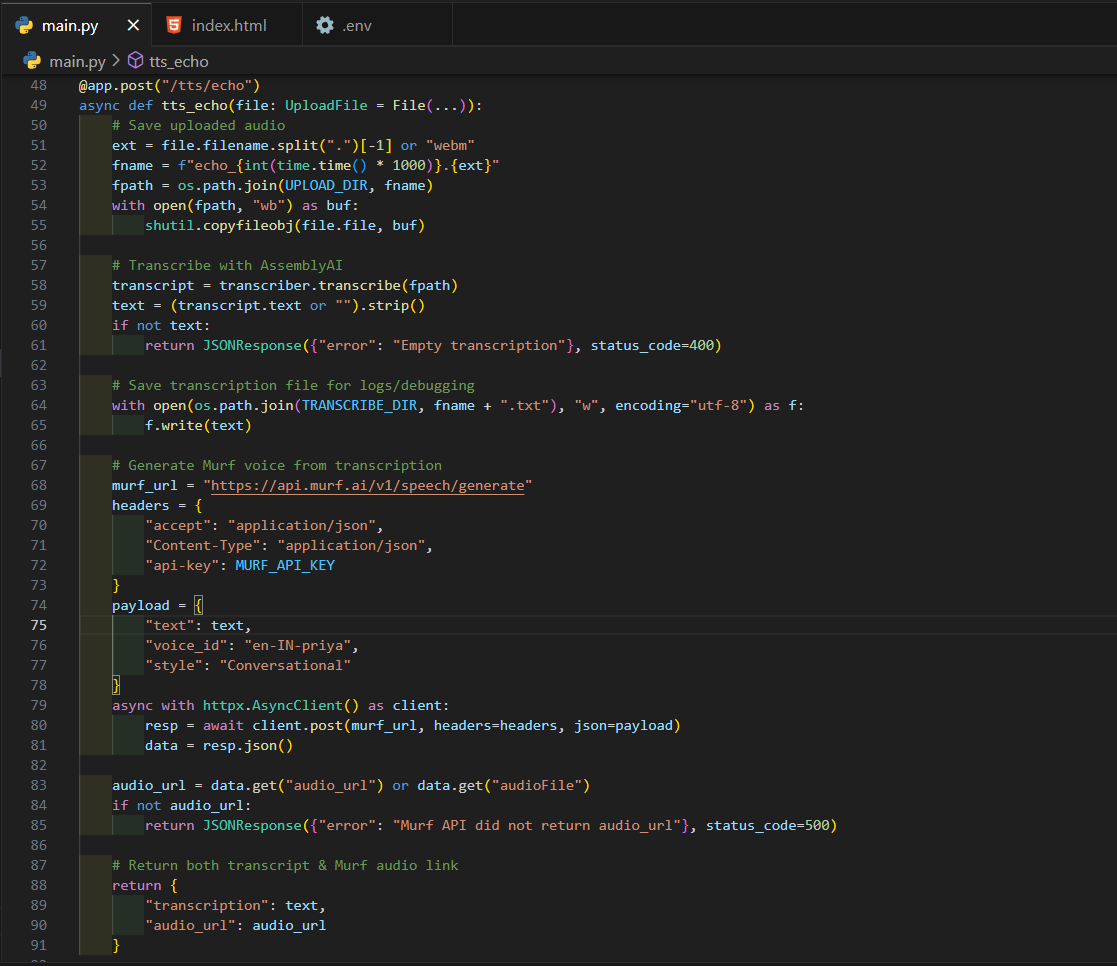 main.py
index.html
.env
main.py > tts_echo
48 @app.post("/tts/echo")
49 async def tts_echo(file: UploadFile = File(...)):
50     # Save uploaded audio
51     ext = file.filename.split(".")[-1] or "webm"
52     fname = f"echo_{int(time.time() * 1000)}.{ext}"
53     fpath = os.path.join(UPLOAD_DIR, fname)
54     with open(fpath, "wb") as buf:
55         shutil.copyfileobj(file.file, buf)
56
57     # Transcribe with AssemblyAI
58     transcript = transcriber.transcribe(fpath)
59     text = (transcript.text or "").strip()
60     if not text:
61         return JSONResponse({"error": "Empty transcription"}, status_code=400)
62
63     # Save transcription file for logs/debugging
64     with open(os.path.join(TRANSCRIBE_DIR, fname + ".txt"), "w", encoding="utf-8") as f:
65         f.write(text)
66
67     # Generate Murf voice from transcription
68     murf_url = "https://api.murf.ai/v1/speech/generate"
69     headers = {
70         "accept": "application/json",
71         "Content-Type": "application/json",
72         "api-key": MURF_API_KEY
73     }
74     payload = {
75         "text": text,
76         "voice_id": "en-IN-priya",
77         "style": "Conversational"
78     }
79     async with httpx.AsyncClient() as client:
80         resp = await client.post(murf_url, headers=headers, json=payload)
81         data = resp.json()
82
83     audio_url = data.get("audio_url") or data.get("audioFile")
84     if not audio_url:
85         return JSONResponse({"error": "Murf API did not return audio_url"}, status_code=500)
86
87     # Return both transcript & Murf audio link
88     return {
89         "transcription": text,
90         "audio_url": audio_url
91     }